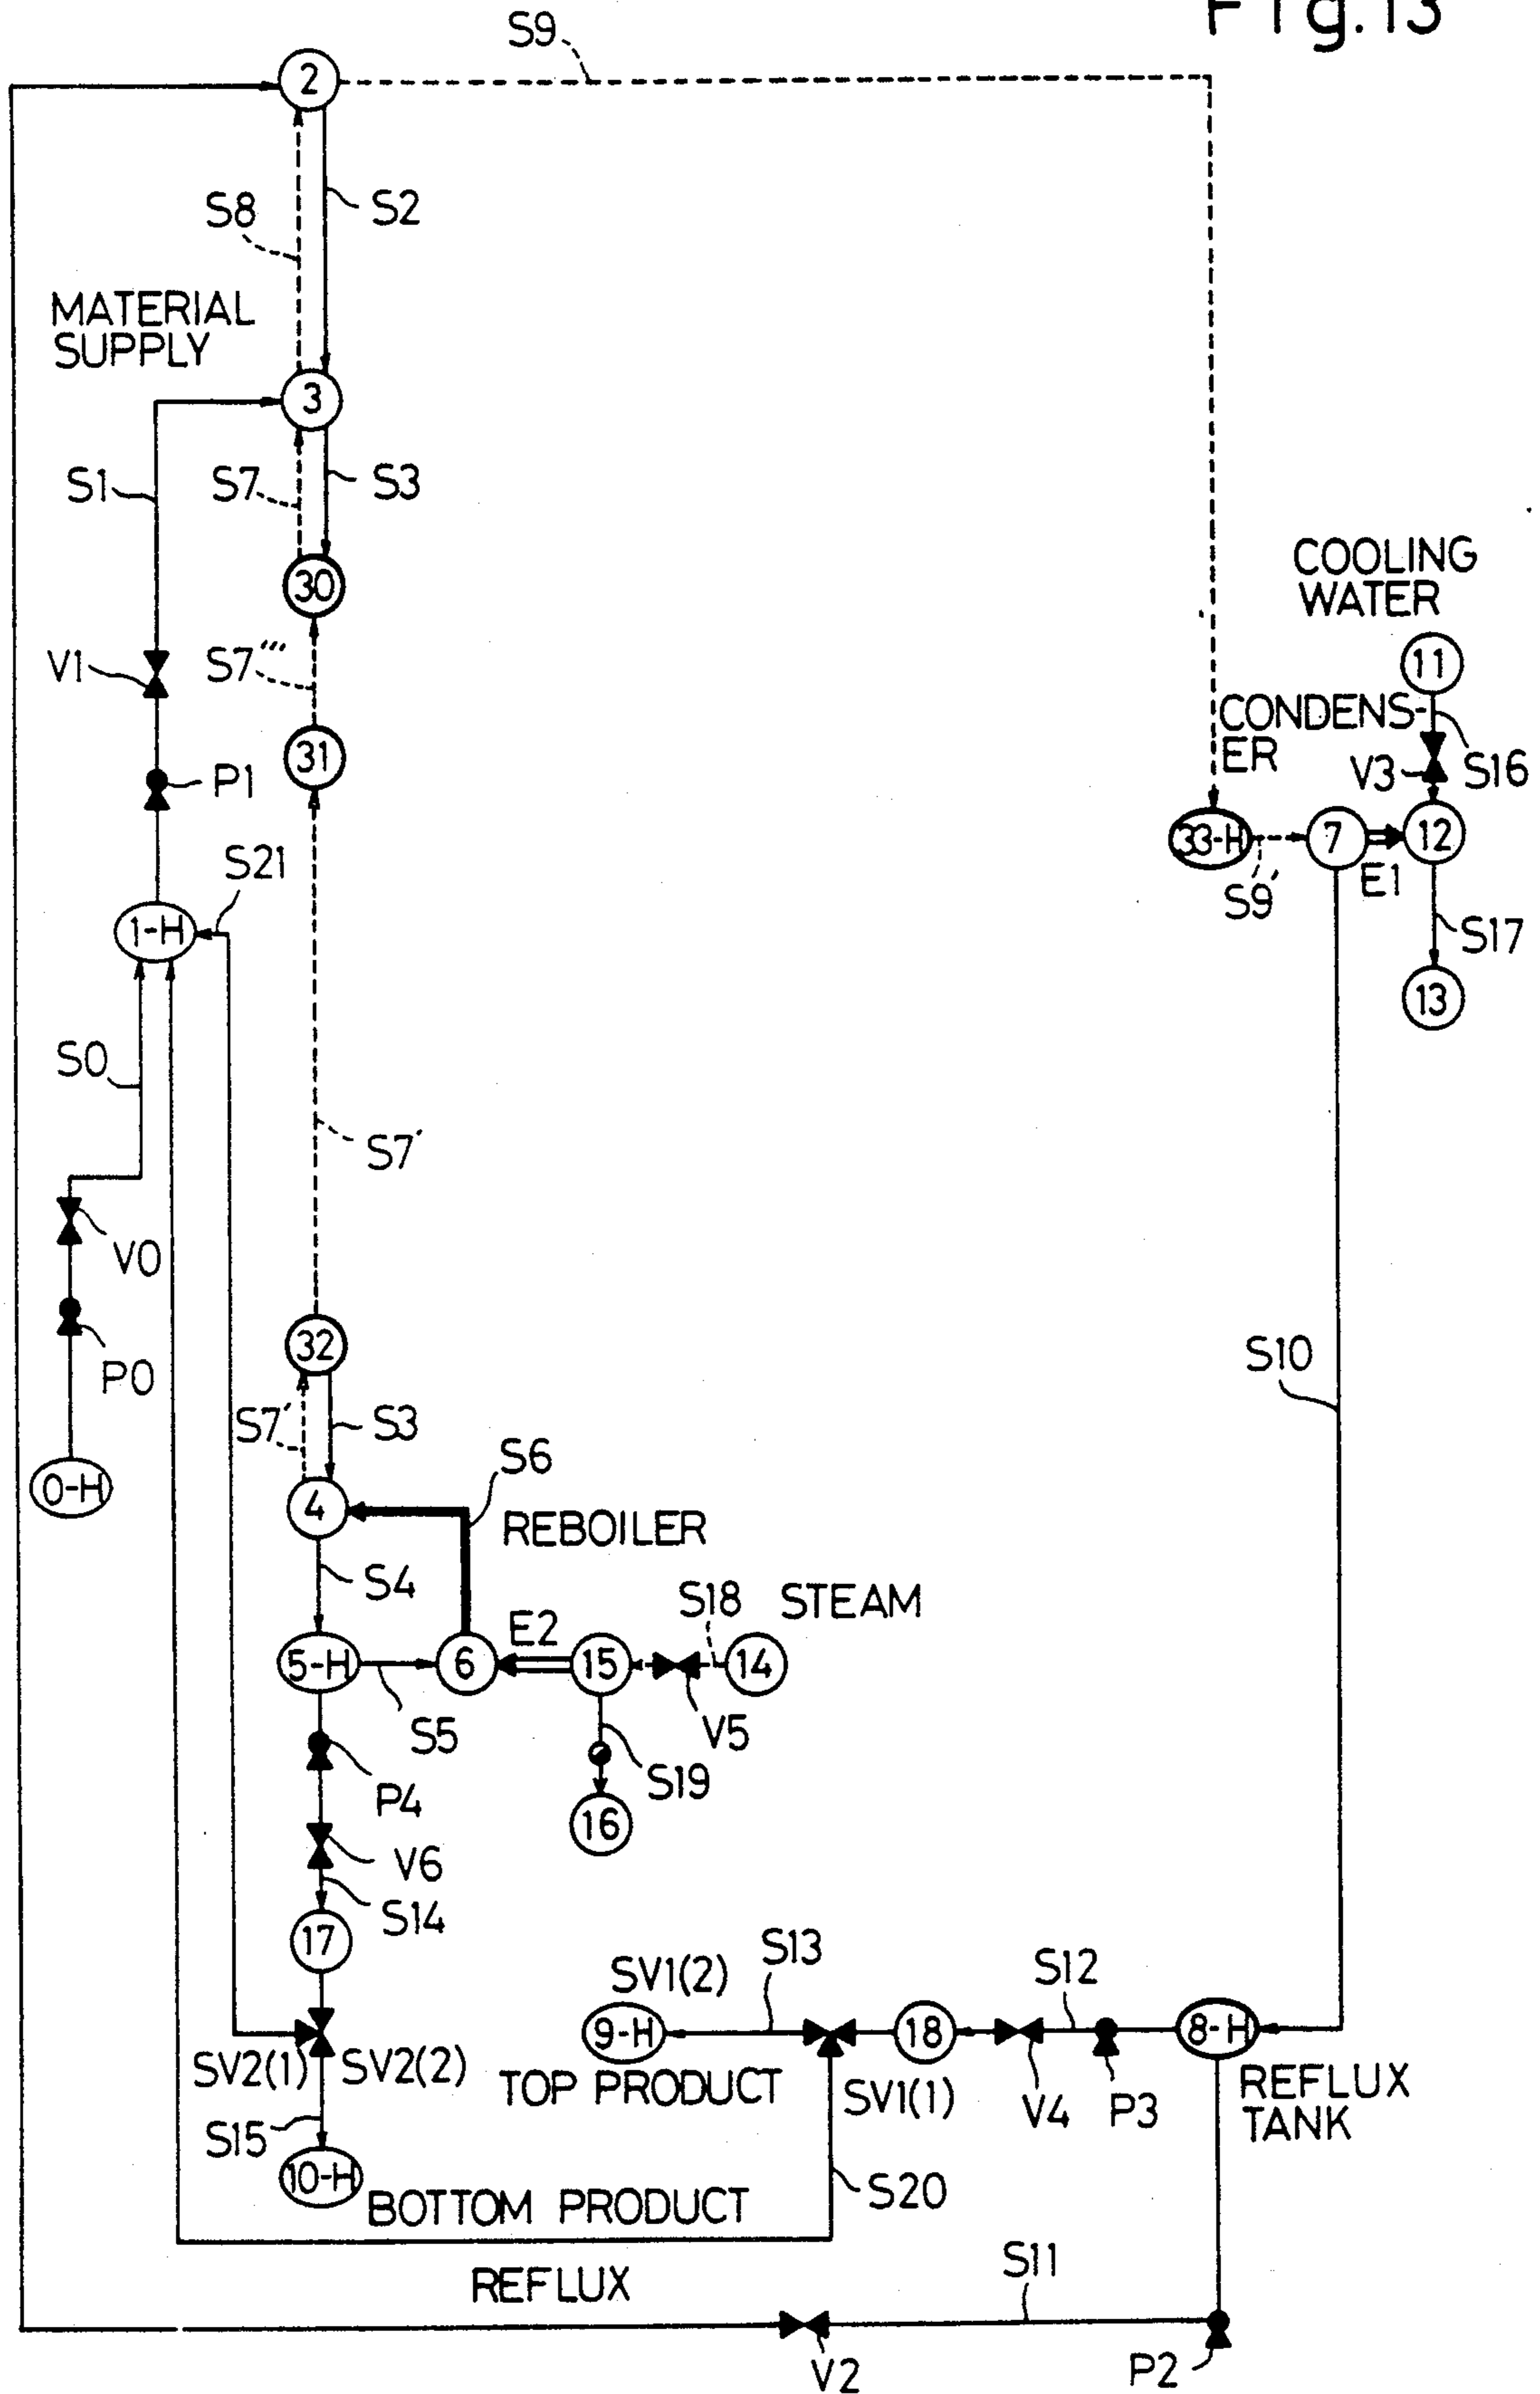 Fig.13
S9
2
S8
S2
MATERIAL
SUPPLY
3
S1
S7
S3
30
COOLING
WATER
V1
S7‴
11
CONDENS-
ER
31
P1
V3
S16
33-H
7
12
S21
S9′
E1
1-H
S17
13
S0
S7′
V0
32
P0
S10
S7′
S3
S6
0-H
4
REBOILER
S4
S18
STEAM
E2
5-H
6
15
14
S5
V5
S19
P4
16
V6
S14
17
S13
S12
SV1(2)
9-H
18
8-H
SV2(1)
SV2(2)
TOP PRODUCT
SV1(1)
V4
P3
REFLUX
TANK
S15
10-H
S20
BOTTOM PRODUCT
S11
REFLUX
V2
P2